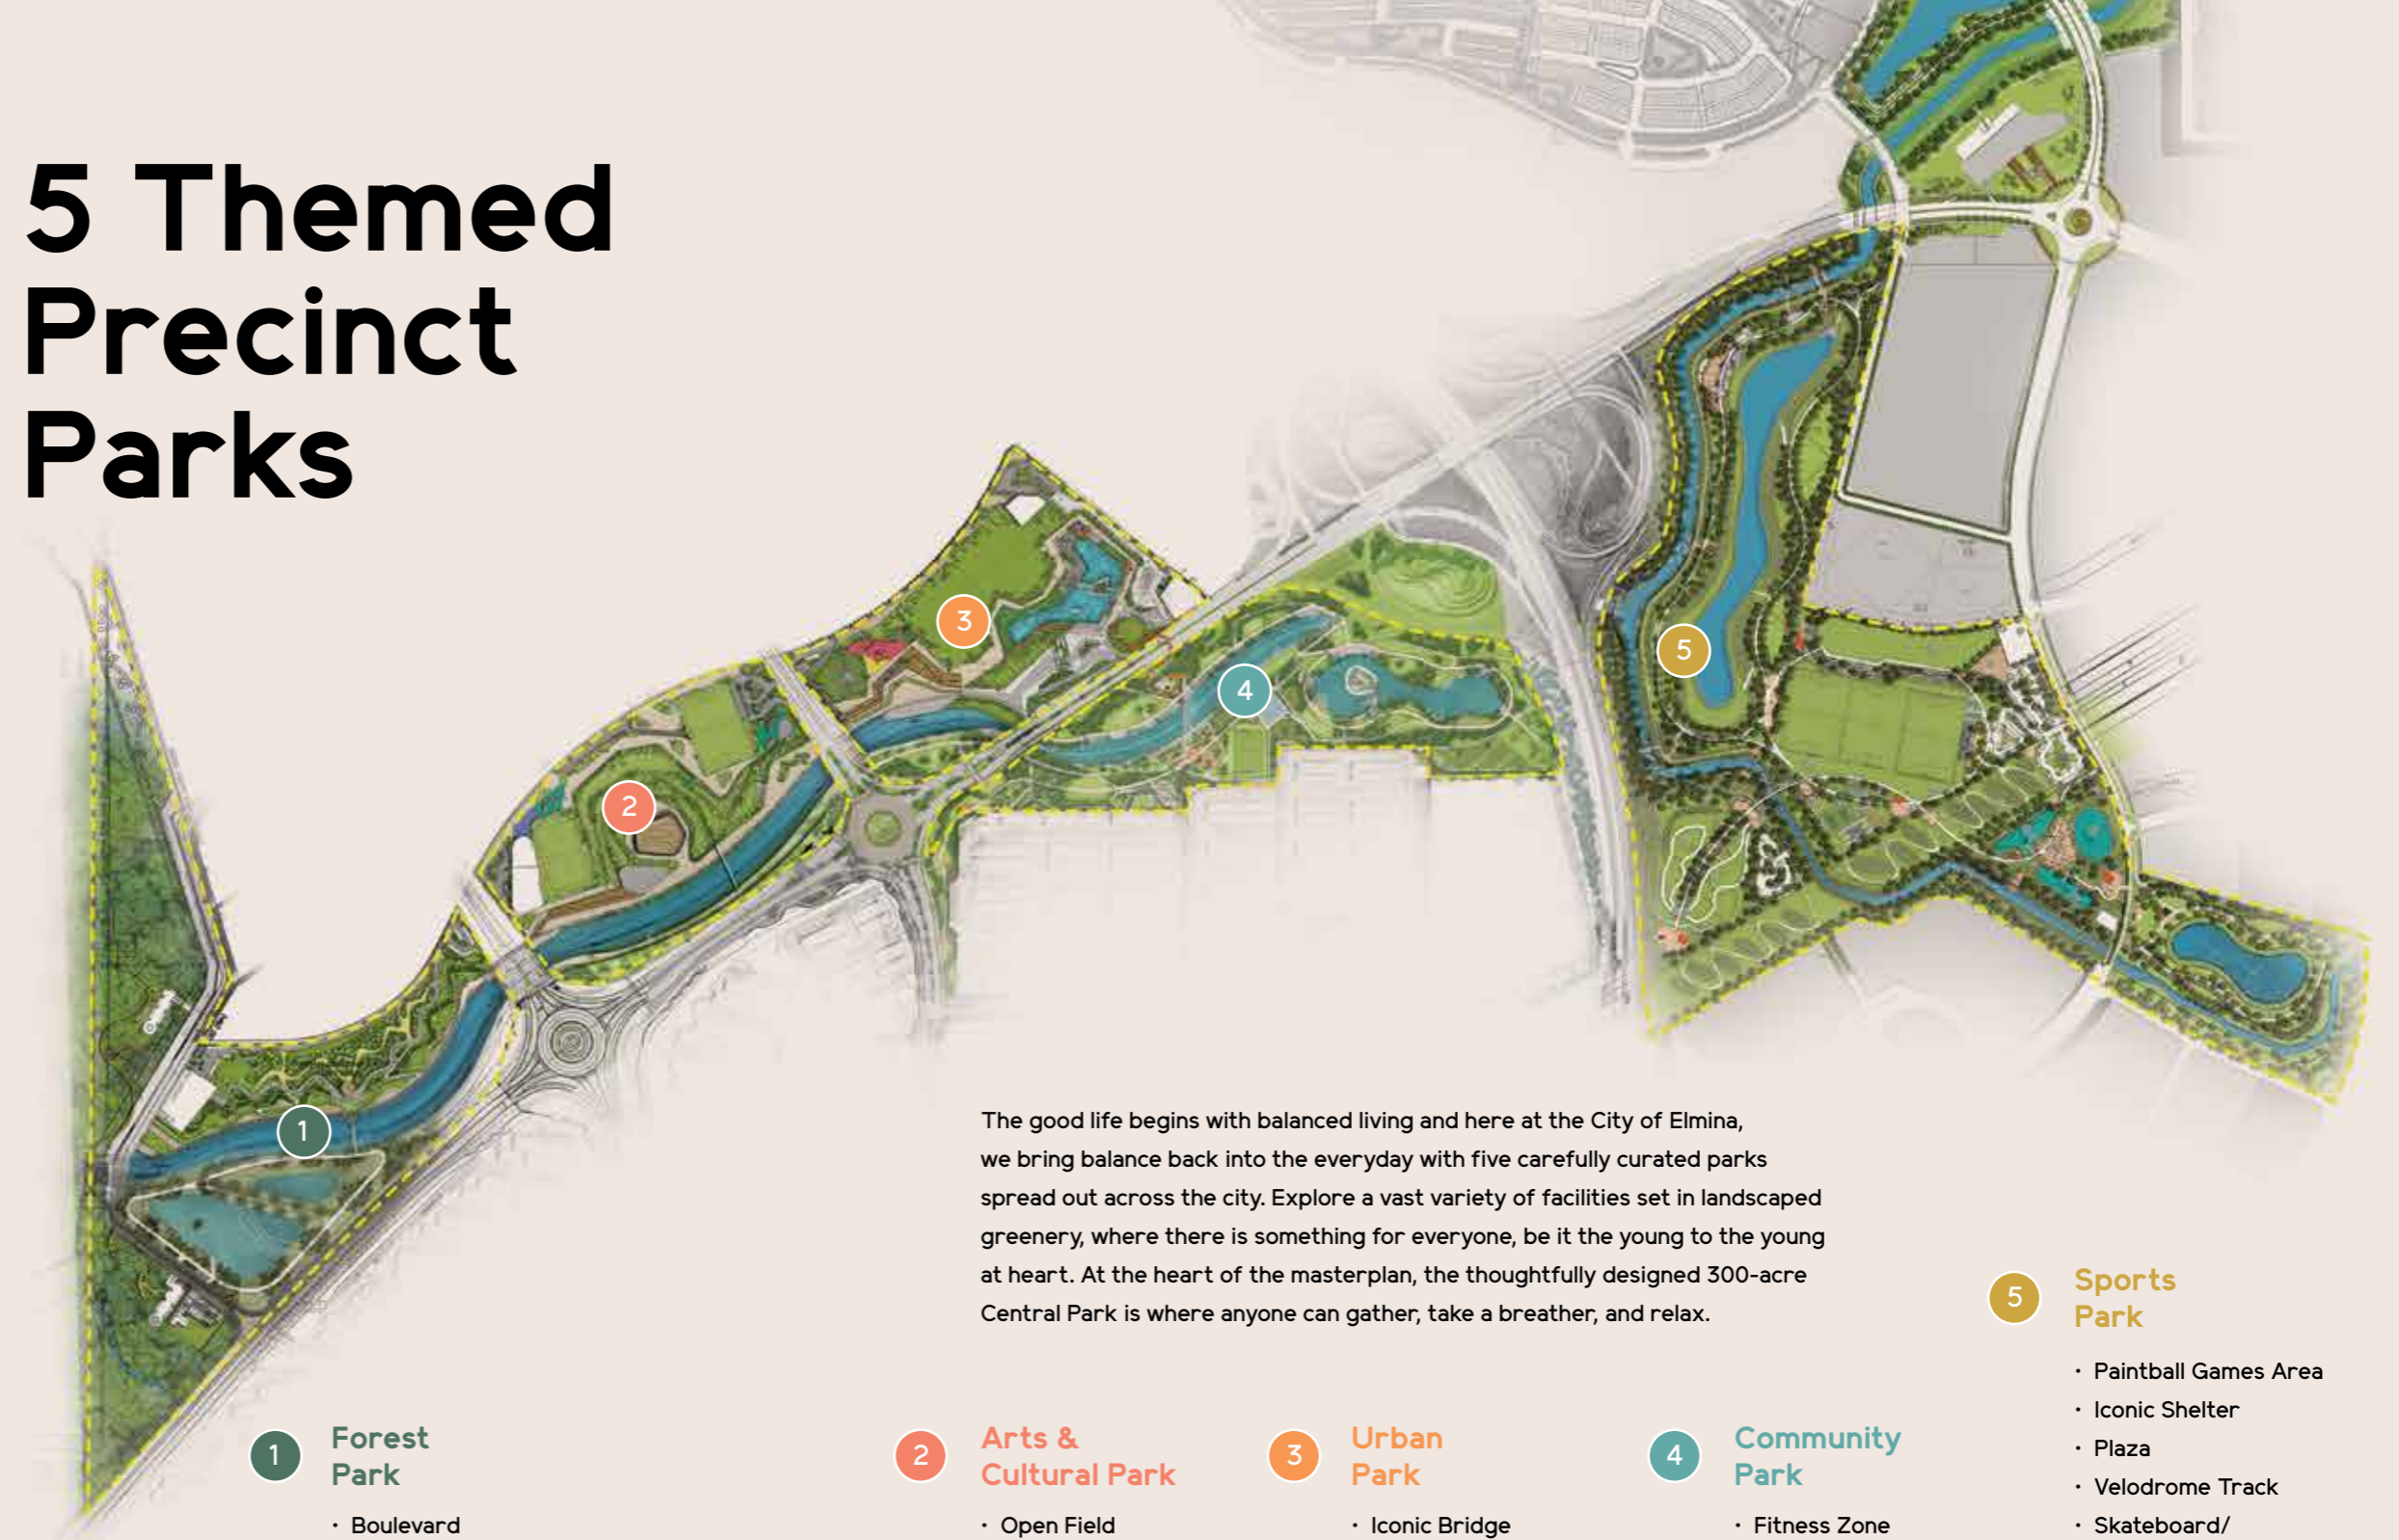 5 Themed
Precinct
Parks
3
5
4
2
1
The good life begins with balanced living and here at the City of Elmina,
we bring balance back into the everyday with five carefully curated parks
spread out across the city. Explore a vast variety of facilities set in landscaped
greenery, where there is something for everyone, be it the young to the young
at heart. At the heart of the masterplan, the thoughtfully designed 300-acre
Central Park is where anyone can gather, take a breather, and relax.
1
Forest
Park
• Boulevard
2
Arts &
Cultural Park
• Open Field
3
Urban
Park
• Iconic Bridge
4
Community
Park
• Fitness Zone
5
Sports
Park
• Paintball Games Area
• Iconic Shelter
• Plaza
• Velodrome Track
• Skateboard/